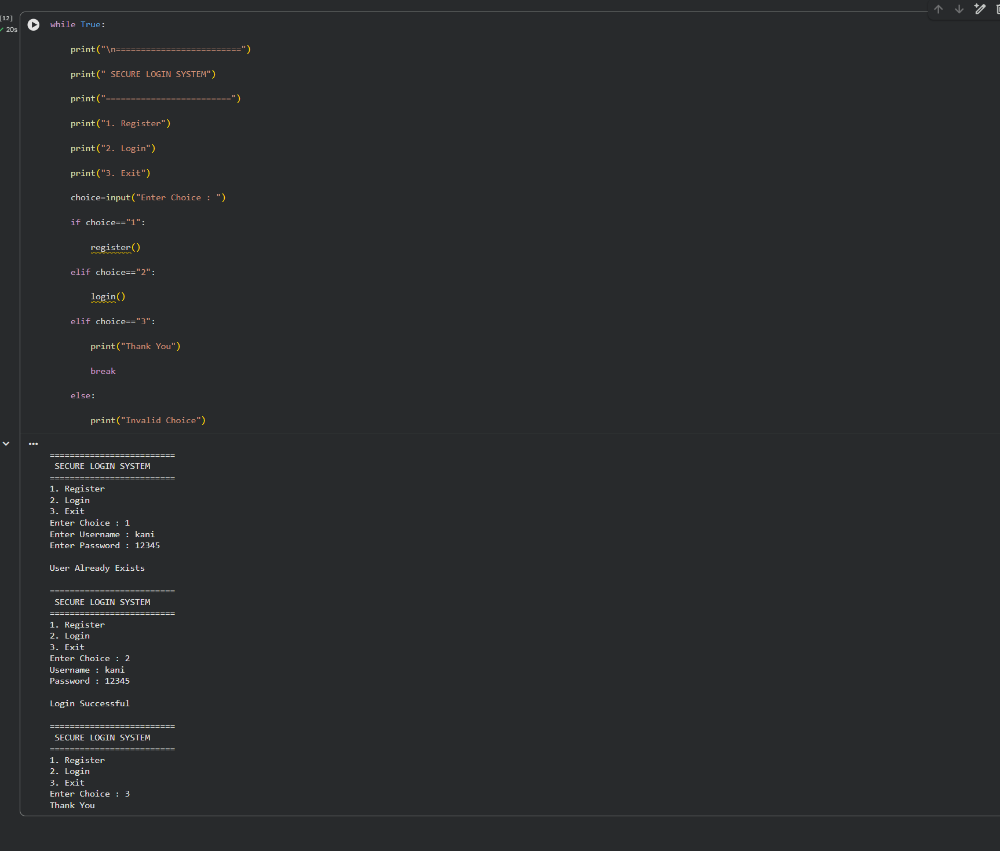 [12]
20s
while True:
    print("\n=========================")
    print(" SECURE LOGIN SYSTEM")
    print("=========================")
    print("1. Register")
    print("2. Login")
    print("3. Exit")
    choice=input("Enter Choice : ")
    if choice=="1":
        register()
    elif choice=="2":
        login()
    elif choice=="3":
        print("Thank You")
        break
    else:
        print("Invalid Choice")
=========================
 SECURE LOGIN SYSTEM
=========================
1. Register
2. Login
3. Exit
Enter Choice : 1
Enter Username : kani
Enter Password : 12345
User Already Exists
=========================
 SECURE LOGIN SYSTEM
=========================
1. Register
2. Login
3. Exit
Enter Choice : 2
Username : kani
Password : 12345
Login Successful
=========================
 SECURE LOGIN SYSTEM
=========================
1. Register
2. Login
3. Exit
Enter Choice : 3
Thank You